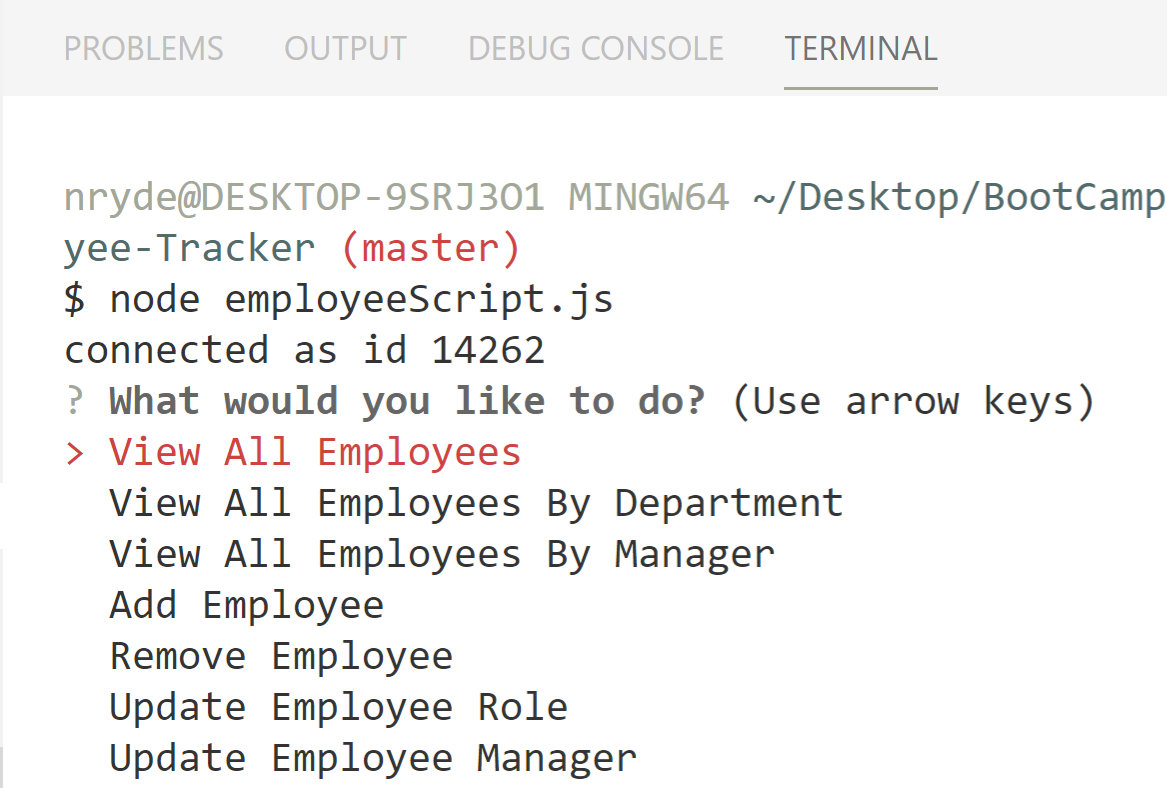 PROBLEMS OUTPUT DEBUG CONSOLE TERMINAL
nryde@DESKTOP-9SRJ3O1 MINGW64 ~/Desktop/BootCamp
yee-Tracker (master)
$ node employeeScript.js
connected as id 14262
? What would you like to do? (Use arrow keys)
> View All Employees
View All Employees By Department
View All Employees By Manager
Add Employee
Remove Employee
Update Employee Role
Update Employee Manager